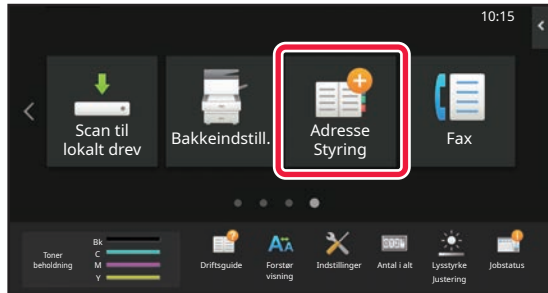 10:15
Scan til
lokalt drev
Bakkeindstill.
Adresse
Styring
Fax
Toner
beholdning
Bk
C
M
Y
Driftsguide
Forstør
visning
Indstillinger
Antal i alt
Lysstyrke
Justering
Jobstatus